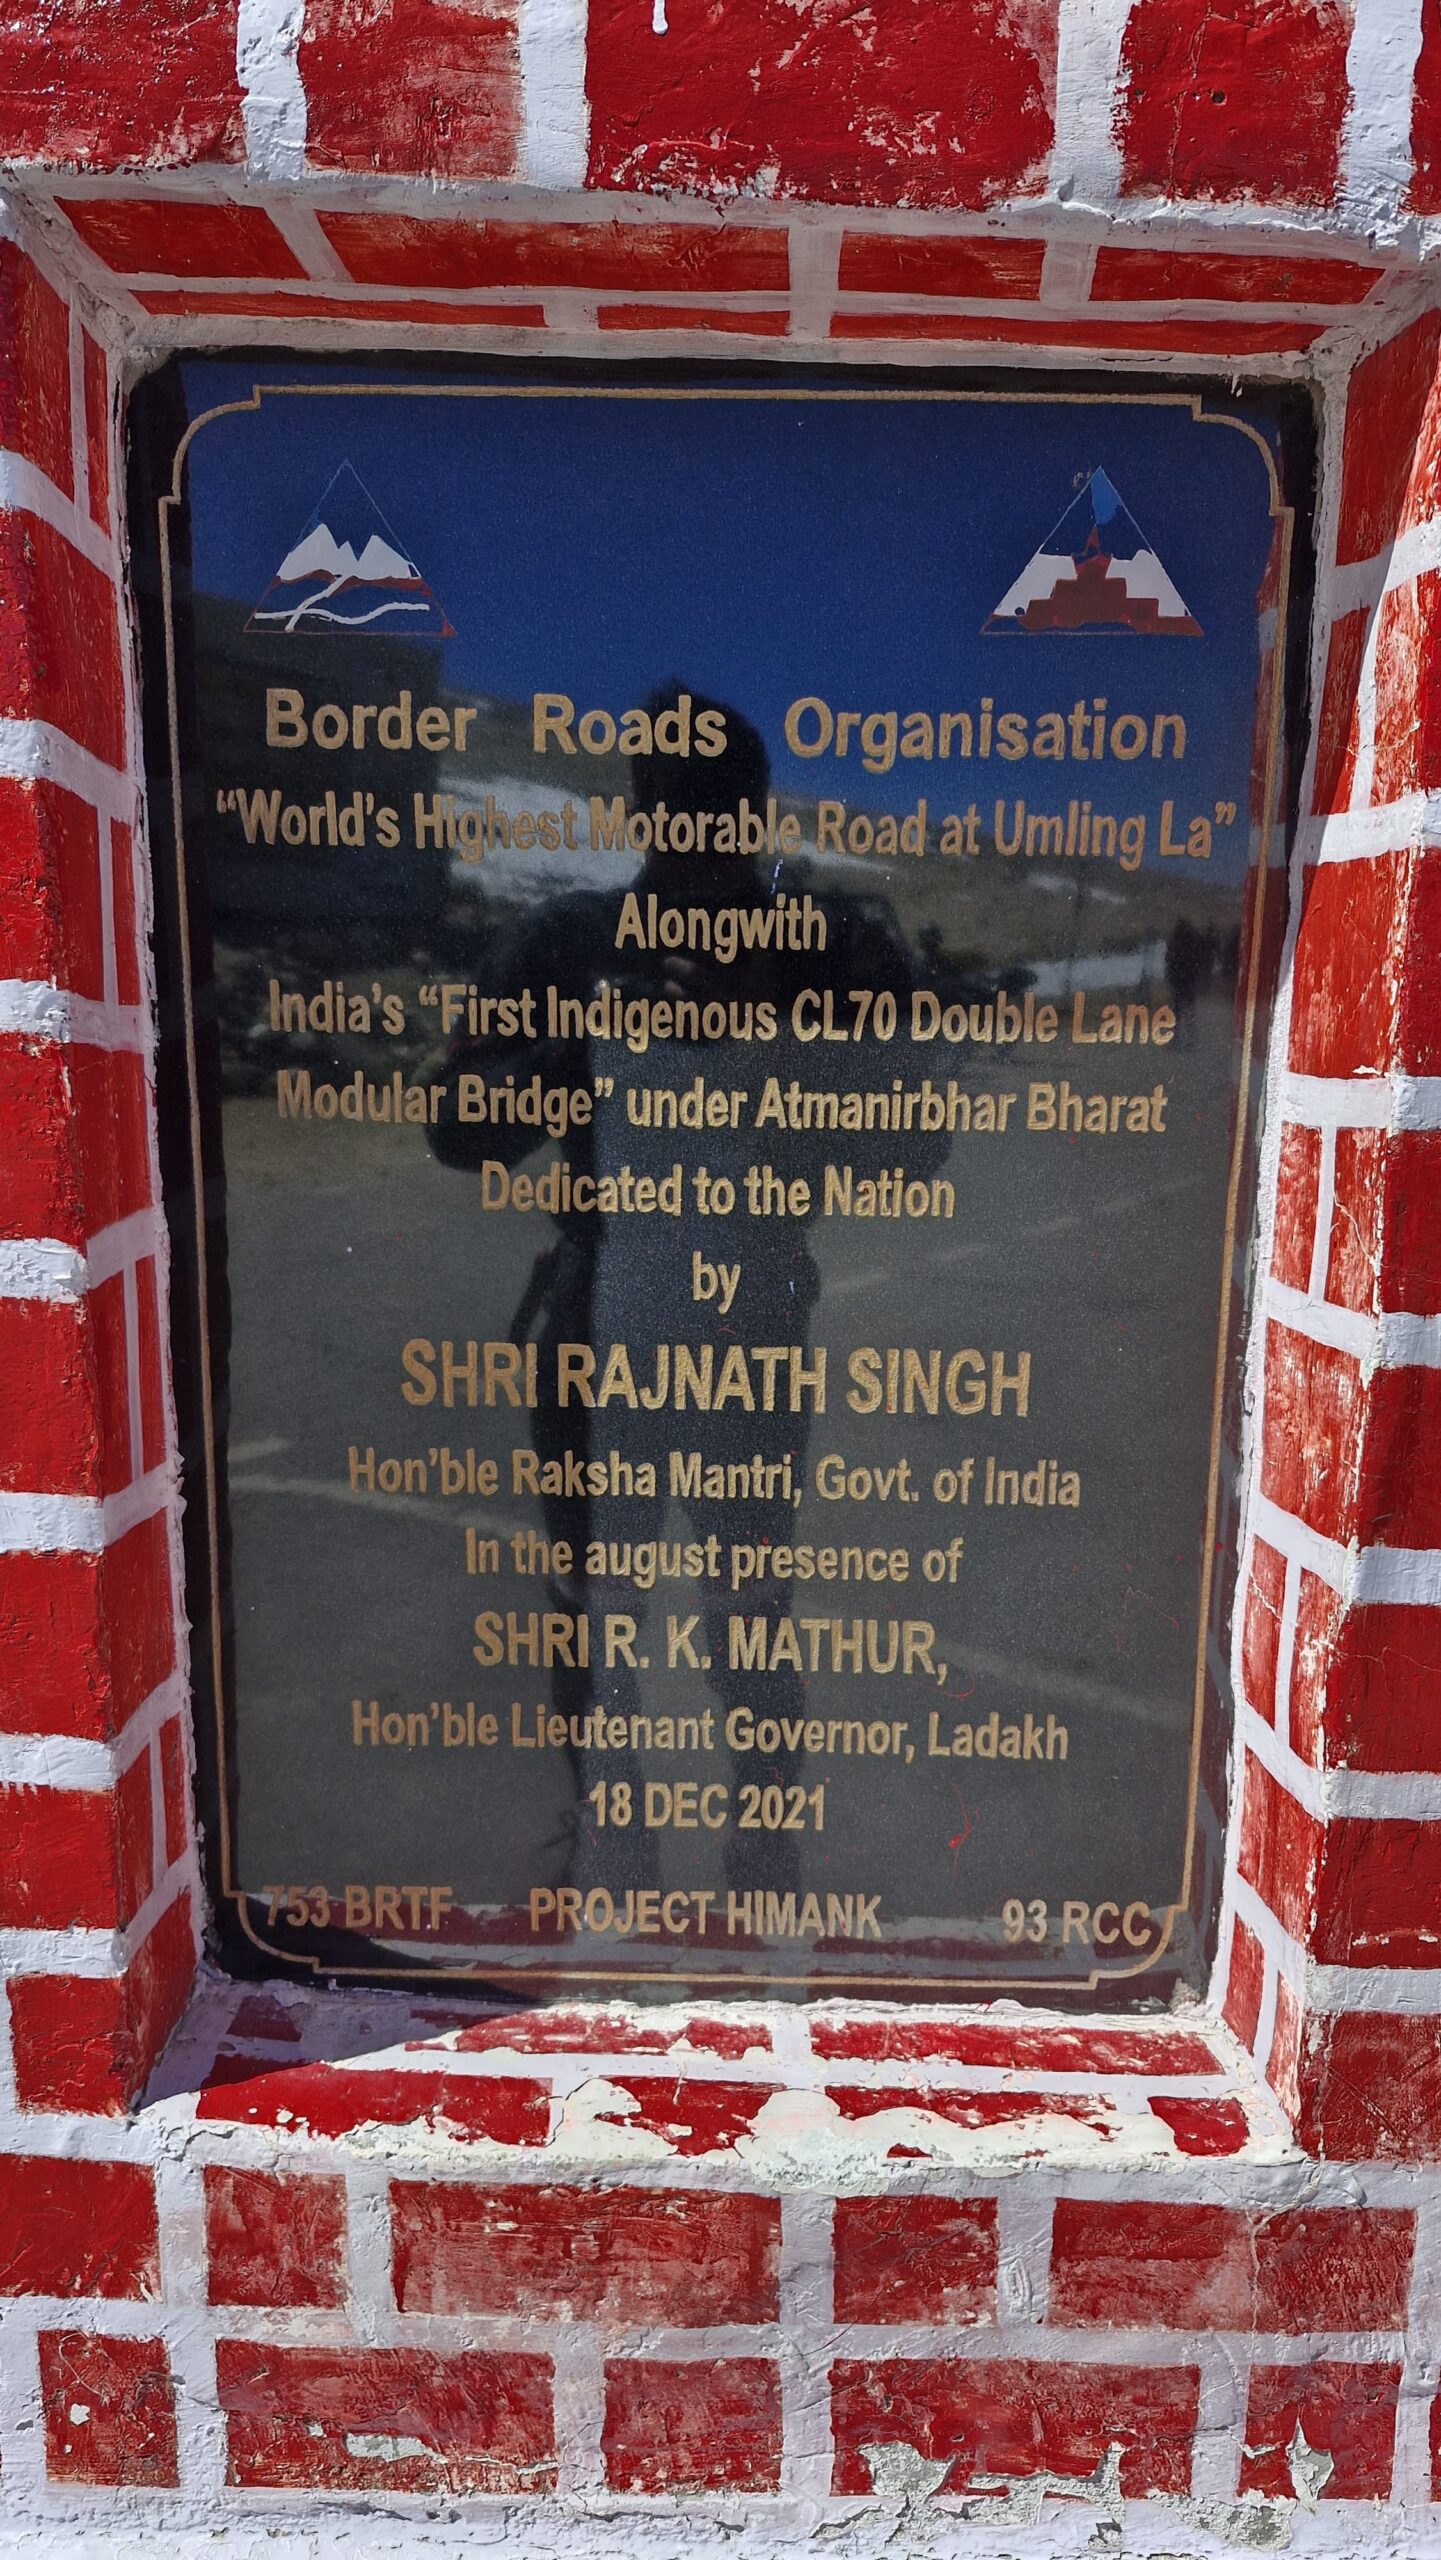 Border Roads Organisation
“World's Highest Motorable Road at Umling La”
Alongwith
India's “First Indigenous CL70 Double Lane
Modular Bridge” under Atmanirbhar Bharat
Dedicated to the Nation
by
SHRI RAJNATH SINGH
Hon'ble Raksha Mantri, Govt. of India
In the august presence of
SHRI R. K. MATHUR,
Hon'ble Lieutenant Governor, Ladakh
18 DEC 2021
753 BRTF PROJECT HIMANK 93 RCC